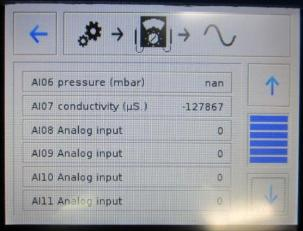 AI06 pressure (mbar) nan
AI07 conductivity (µS.) -127867
AI08 Analog input 0
AI09 Analog input 0
AI10 Analog input 0
AI11 Analog input 0